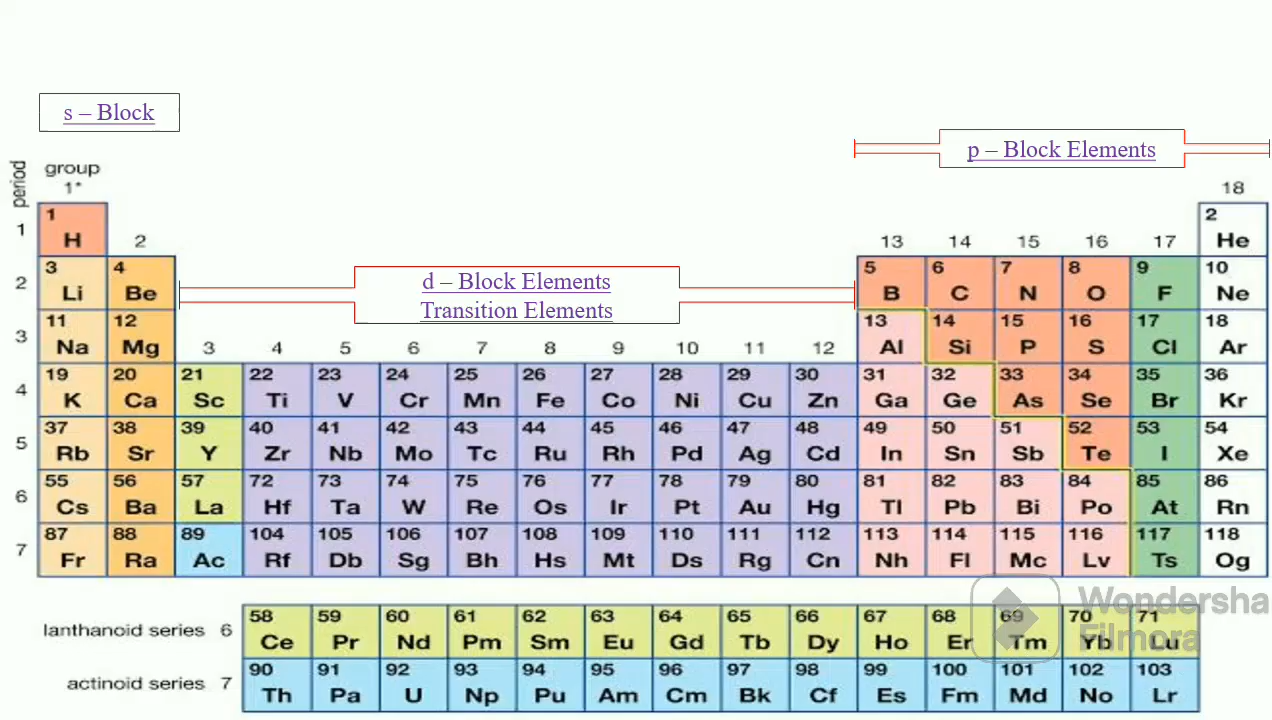 s – Block
p – Block Elements
period
group
1*
18
1
1
H
2
13
14
15
16
17
2
He
2
3
Li
4
Be
d – Block Elements
Transition Elements
5
B
6
C
7
N
8
O
9
F
10
Ne
3
11
Na
12
Mg
3
4
5
6
7
8
9
10
11
12
13
Al
14
Si
15
P
16
S
17
Cl
18
Ar
4
19
K
20
Ca
21
Sc
22
Ti
23
V
24
Cr
25
Mn
26
Fe
27
Co
28
Ni
29
Cu
30
Zn
31
Ga
32
Ge
33
As
34
Se
35
Br
36
Kr
5
37
Rb
38
Sr
39
Y
40
Zr
41
Nb
42
Mo
43
Tc
44
Ru
45
Rh
46
Pd
47
Ag
48
Cd
49
In
50
Sn
51
Sb
52
Te
53
I
54
Xe
6
55
Cs
56
Ba
57
La
72
Hf
73
Ta
74
W
75
Re
76
Os
77
Ir
78
Pt
79
Au
80
Hg
81
Tl
82
Pb
83
Bi
84
Po
85
At
86
Rn
7
87
Fr
88
Ra
89
Ac
104
Rf
105
Db
106
Sg
107
Bh
108
Hs
109
Mt
110
Ds
111
Rg
112
Cn
113
Nh
114
Fl
115
Mc
116
Lv
117
Ts
118
Og
lanthanoid series 6
58
Ce
59
Pr
60
Nd
61
Pm
62
Sm
63
Eu
64
Gd
65
Tb
66
Dy
67
Ho
68
Er
69
Tm
70
Yb
71
Lu
actinoid series 7
90
Th
91
Pa
92
U
93
Np
94
Pu
95
Am
96
Cm
97
Bk
98
Cf
99
Es
100
Fm
101
Md
102
No
103
Lr
Wondersha
Filmora